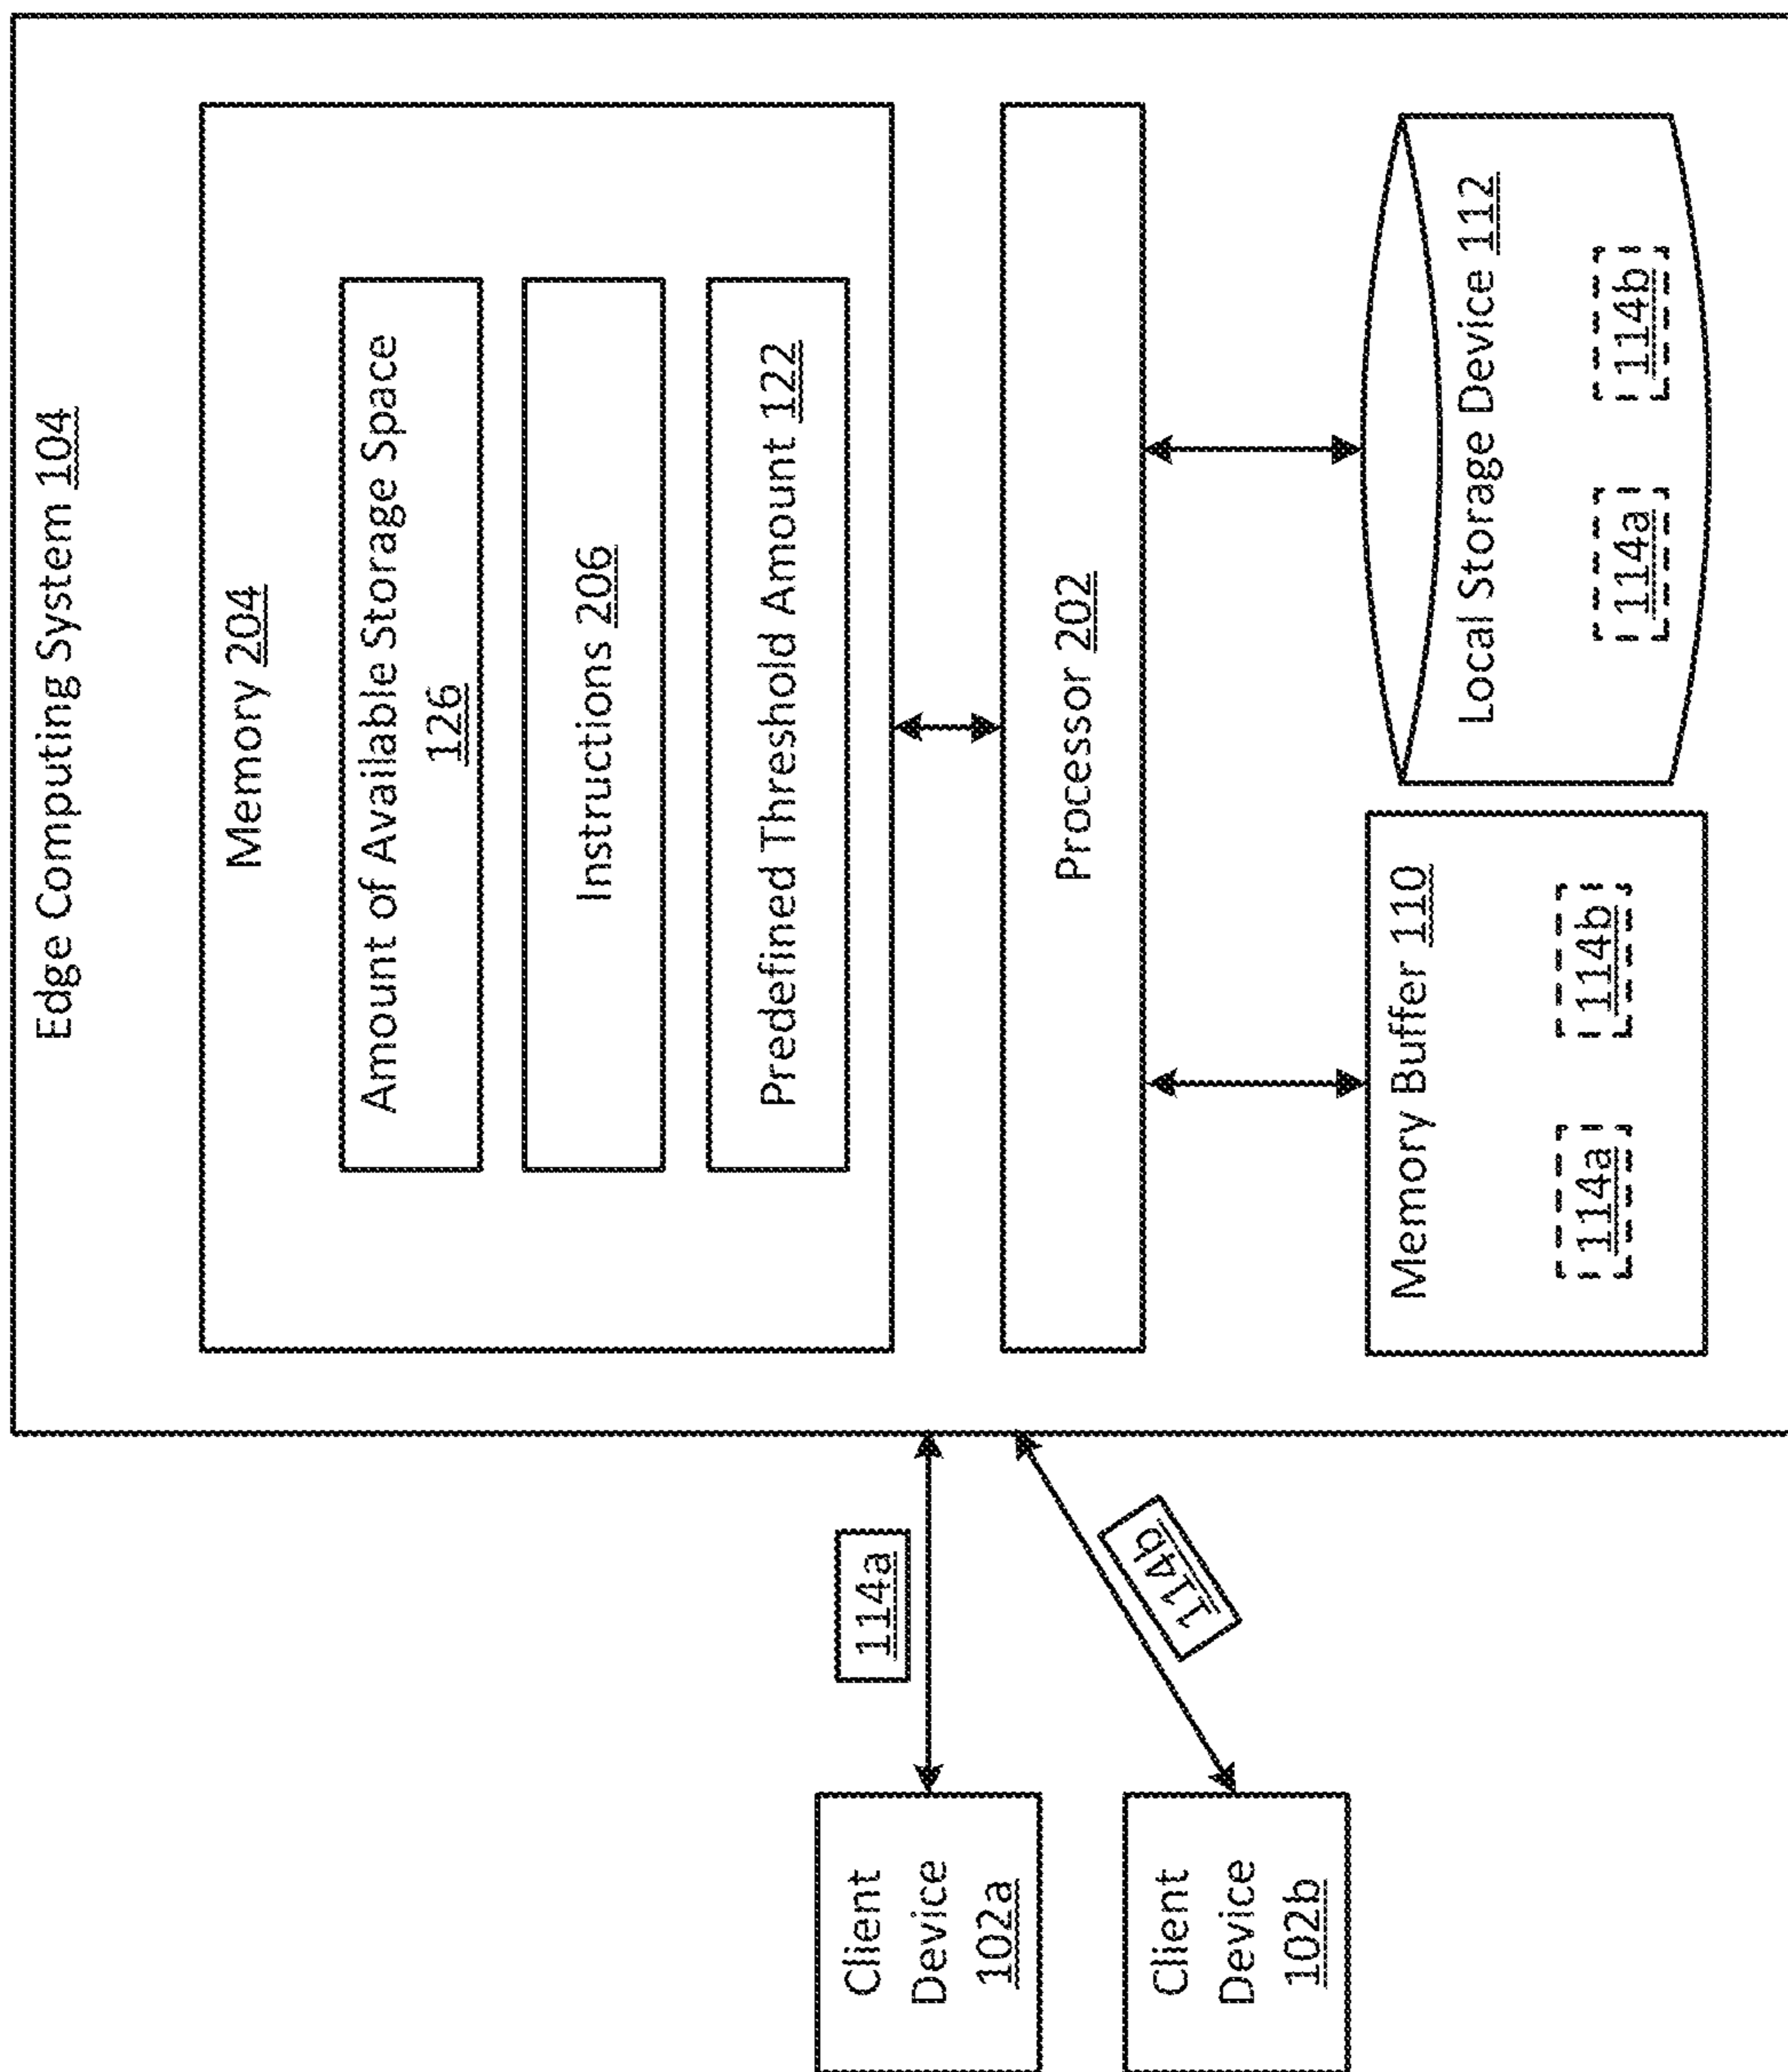 Edge Computing System 104
Memory 204
Amount of Available Storage Space
126
Instructions 206
Predefined Threshold Amount 122
Processor 202
Memory Buffer 110
114a
114b
Local Storage Device 112
114a
114b
114a
114b
Client
Device
102a
Client
Device
102b